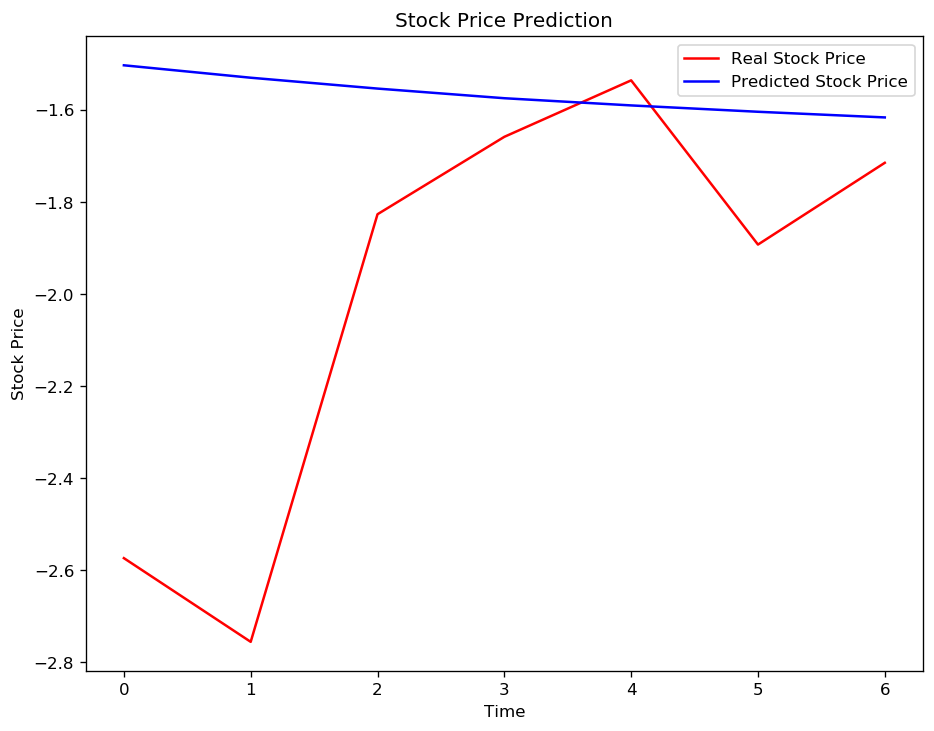 Stock Price Prediction
Real Stock Price
Predicted Stock Price
−1.6
−1.8
−2.0
−2.2
−2.4
−2.6
−2.8
Stock Price
0 1 2 3 4 5 6
Time